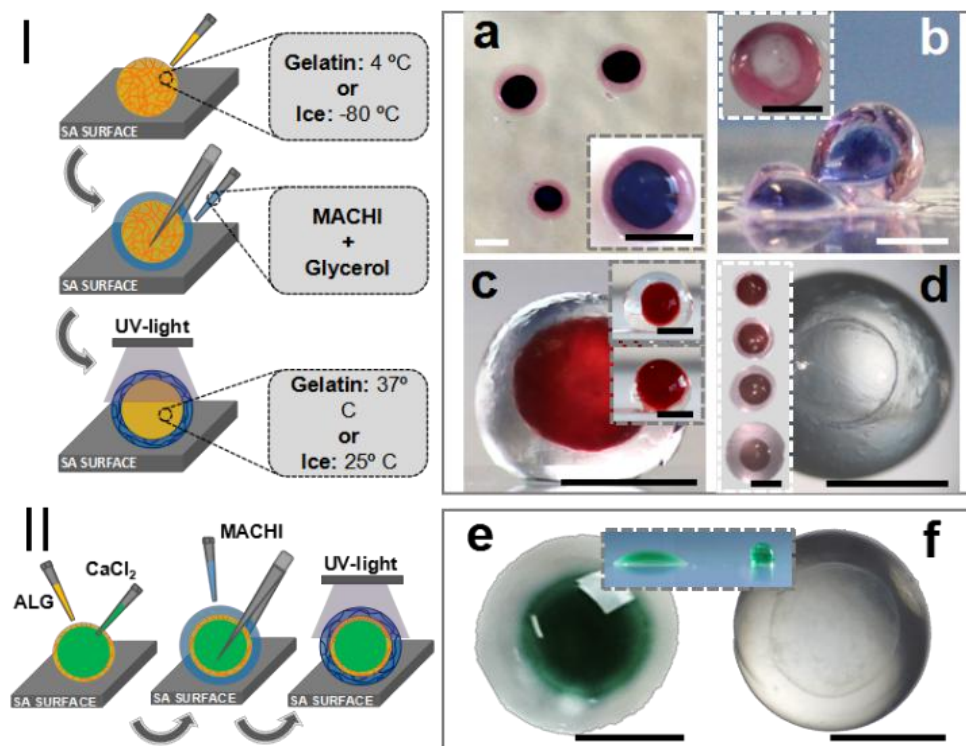 I
Gelatin: 4 ºC
or
Ice: -80 ºC
SA SURFACE
MACHI
+
Glycerol
SA SURFACE
UV-light
Gelatin: 37º
C
or
Ice: 25º C
SA SURFACE
II
ALG
CaCl₂
SA SURFACE
MACHI
SA SURFACE
UV-light
SA SURFACE
a
b
c
d
e
f